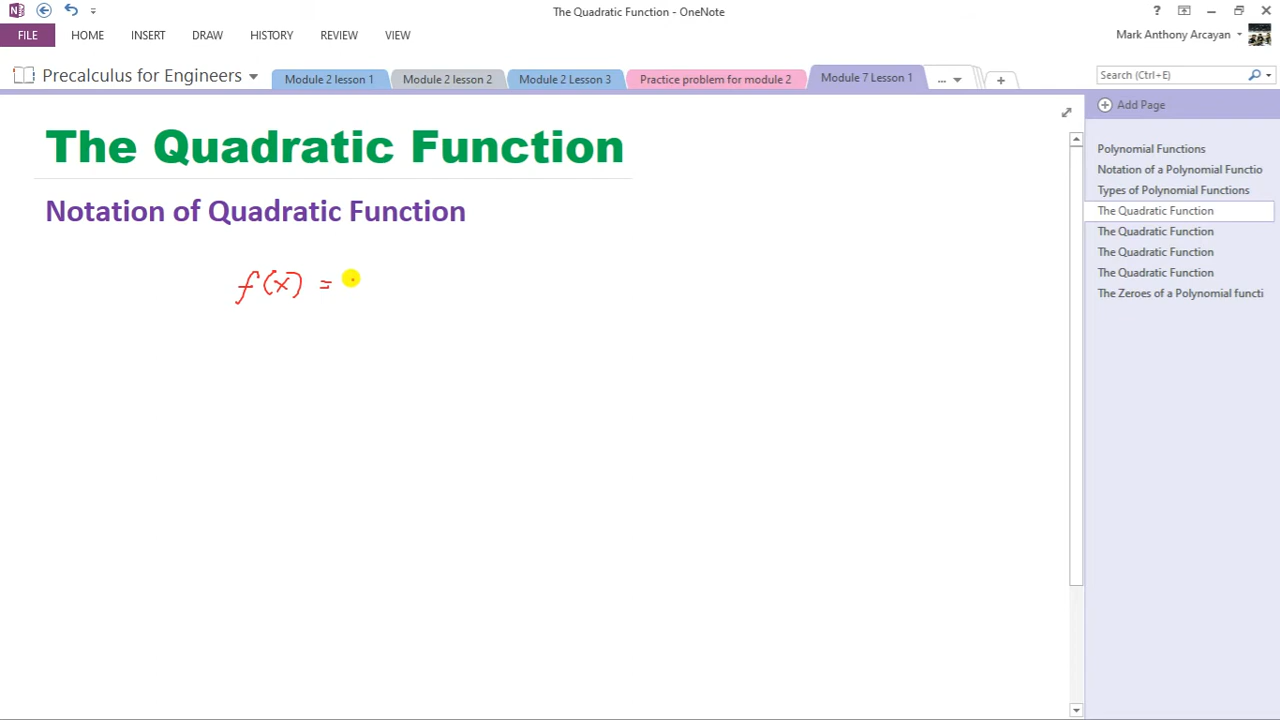 The Quadratic Function - OneNote
?
Mark Anthony Arcayan
FILE HOME INSERT DRAW HISTORY REVIEW VIEW
Precalculus for Engineers
Module 2 lesson 1 Module 2 lesson 2 Module 2 Lesson 3 Practice problem for module 2 Module 7 Lesson 1 ... +
Search (Ctrl+E)
Add Page
The Quadratic Function
Notation of Quadratic Function
f(x) =
Polynomial Functions
Notation of a Polynomial Functio
Types of Polynomial Functions
The Quadratic Function
The Quadratic Function
The Quadratic Function
The Quadratic Function
The Zeroes of a Polynomial functi